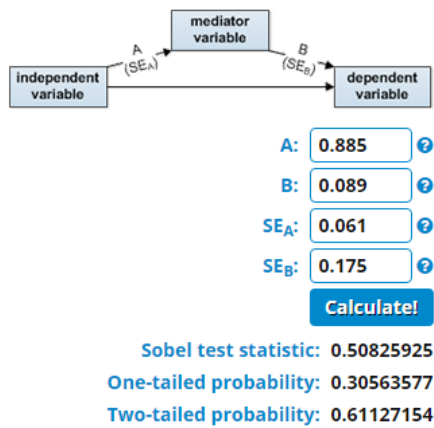 mediator
variable
A
(SEA)
B
(SEB)
independent
variable
dependent
variable
A: 0.885 ?
B: 0.089 ?
SEA: 0.061 ?
SEB: 0.175 ?
Calculate!
Sobel test statistic: 0.50825925
One-tailed probability: 0.30563577
Two-tailed probability: 0.61127154